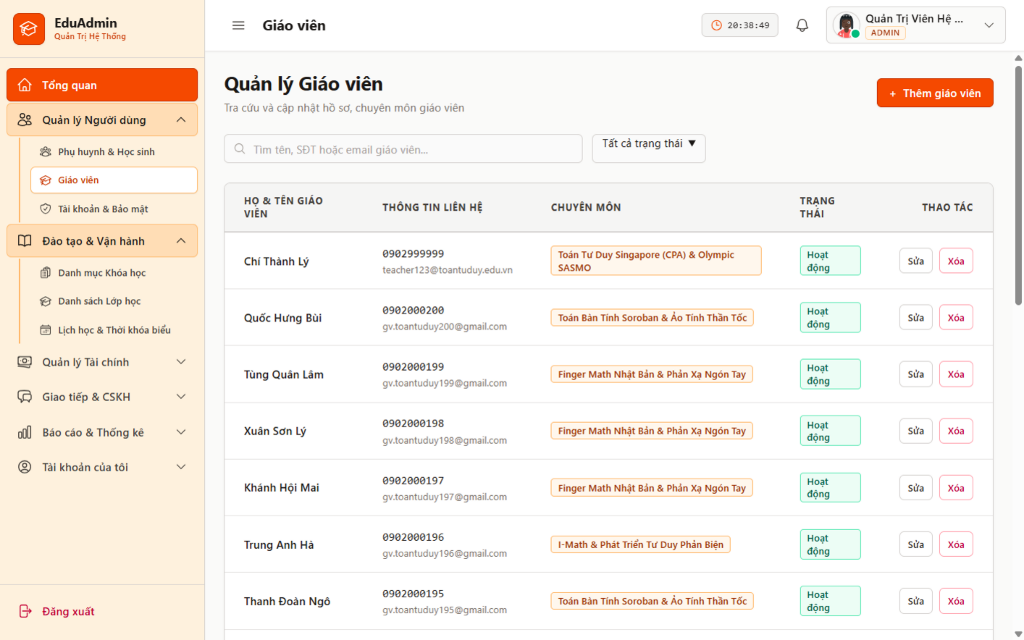 EduAdmin
Quản Trị Hệ Thống
Tổng quan
Quản lý Người dùng
Phụ huynh & Học sinh
Giáo viên
Tài khoản & Bảo mật
Đào tạo & Vận hành
Danh mục Khóa học
Danh sách Lớp học
Lịch học & Thời khóa biểu
Quản lý Tài chính
Giao tiếp & CSKH
Báo cáo & Thống kê
Tài khoản của tôi
Đăng xuất
Giáo viên
20:38:49
Quản Trị Viên Hệ ...
ADMIN
Quản lý Giáo viên
Tra cứu và cập nhật hồ sơ, chuyên môn giáo viên
+ Thêm giáo viên
Tìm tên, SĐT hoặc email giáo viên...
Tất cả trạng thái ▼
HỌ & TÊN GIÁO
VIÊN
THÔNG TIN LIÊN HỆ
CHUYÊN MÔN
TRẠNG
THÁI
THAO TÁC
Chí Thành Lý
0902999999
teacher123@toantuduy.edu.vn
Toán Tư Duy Singapore (CPA) & Olympic
SASMO
Hoạt
động
Sửa
Xóa
Quốc Hưng Bùi
0902000200
gv.toantuduy200@gmail.com
Toán Bàn Tính Soroban & Ảo Tính Thần Tốc
Hoạt
động
Sửa
Xóa
Tùng Quân Lâm
0902000199
gv.toantuduy199@gmail.com
Finger Math Nhật Bản & Phản Xạ Ngón Tay
Hoạt
động
Sửa
Xóa
Xuân Sơn Lý
0902000198
gv.toantuduy198@gmail.com
Finger Math Nhật Bản & Phản Xạ Ngón Tay
Hoạt
động
Sửa
Xóa
Khánh Hội Mai
0902000197
gv.toantuduy197@gmail.com
Finger Math Nhật Bản & Phản Xạ Ngón Tay
Hoạt
động
Sửa
Xóa
Trung Anh Hà
0902000196
gv.toantuduy196@gmail.com
I-Math & Phát Triển Tư Duy Phản Biện
Hoạt
động
Sửa
Xóa
Thanh Đoàn Ngô
0902000195
gv.toantuduy195@gmail.com
Toán Bàn Tính Soroban & Ảo Tính Thần Tốc
Hoạt
động
Sửa
Xóa